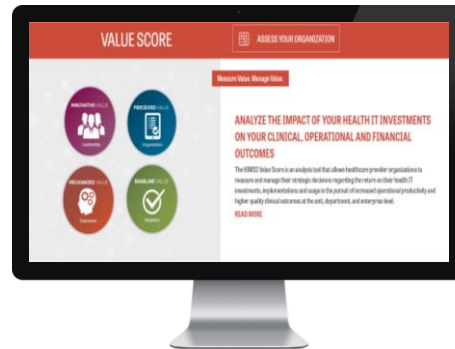 VALUE SCORE
ASSESS YOUR ORGANIZATION
Measure Value. Manage Value.
INNOVATIVE VALUE
Leadership
PERCEIVED VALUE
Organization
RECOGNIZED VALUE
Outcomes
BASELINE VALUE
Adoption
ANALYZE THE IMPACT OF YOUR HEALTH IT INVESTMENTS
ON YOUR CLINICAL, OPERATIONAL AND FINANCIAL
OUTCOMES
The HIMSS Value Score is an analysis tool that allows healthcare provider organizations to
measure and manage their strategic decisions regarding the return on their health IT
investments, implementations and usage in the pursuit of increased operational productivity and
higher quality clinical outcomes at the unit, department, and enterprise level.
READ MORE